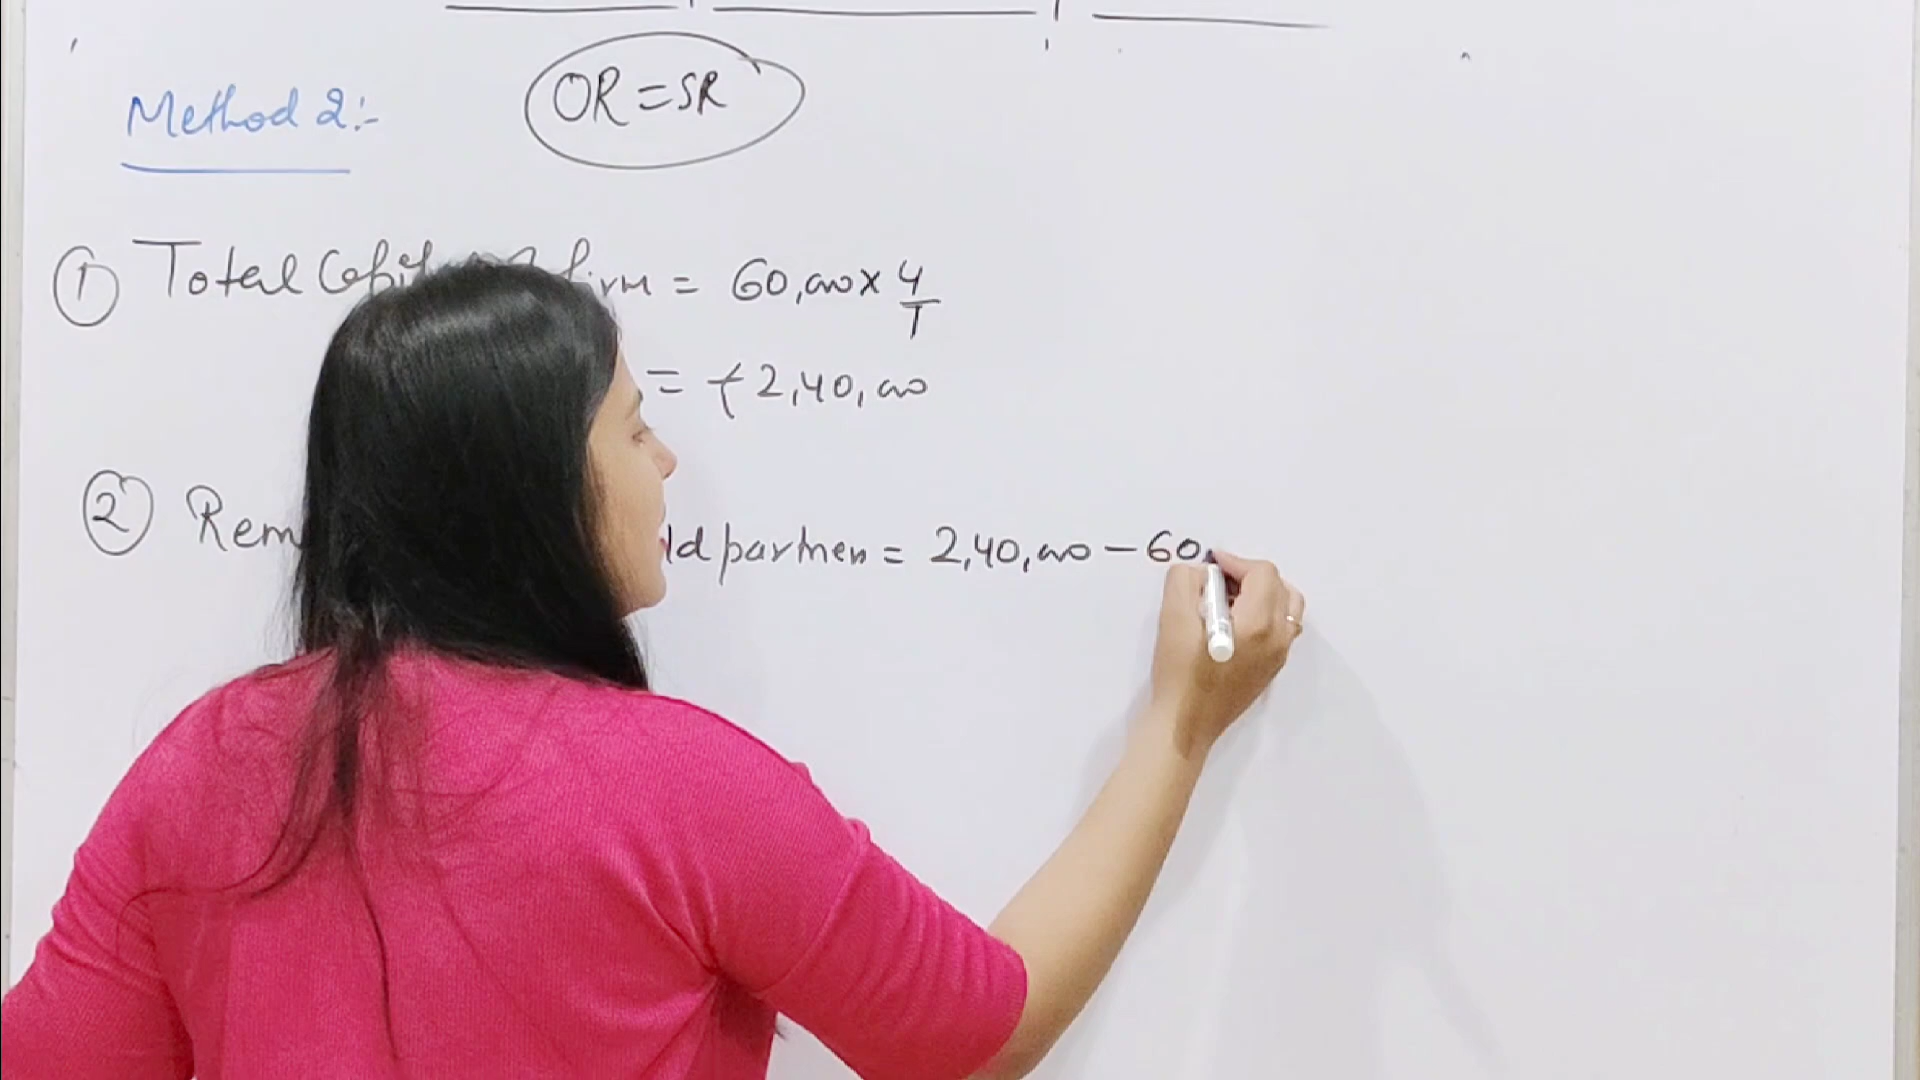 Method 2:-
OR = SR
① Total Capital firm = 60,000 × 4/1
= ₹ 2,40,000
② Rem ld partners = 2,40,000 – 60,